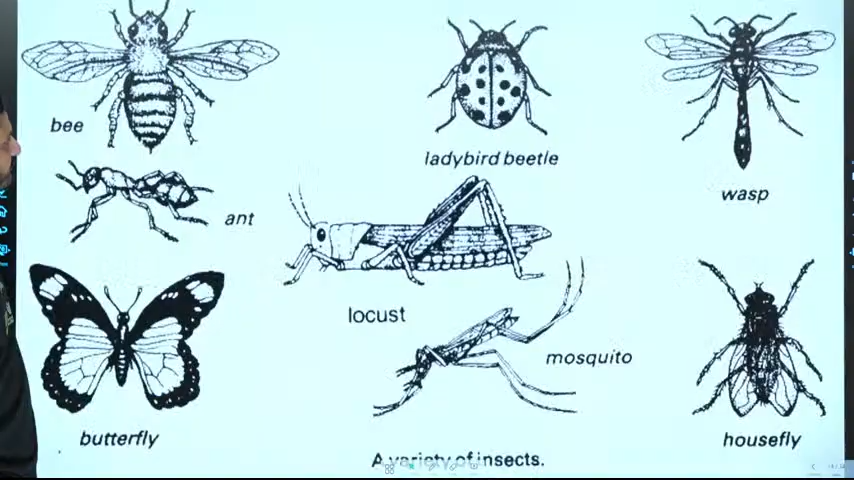 bee
ladybird beetle
wasp
ant
locust
mosquito
butterfly
housefly
A variety of insects.